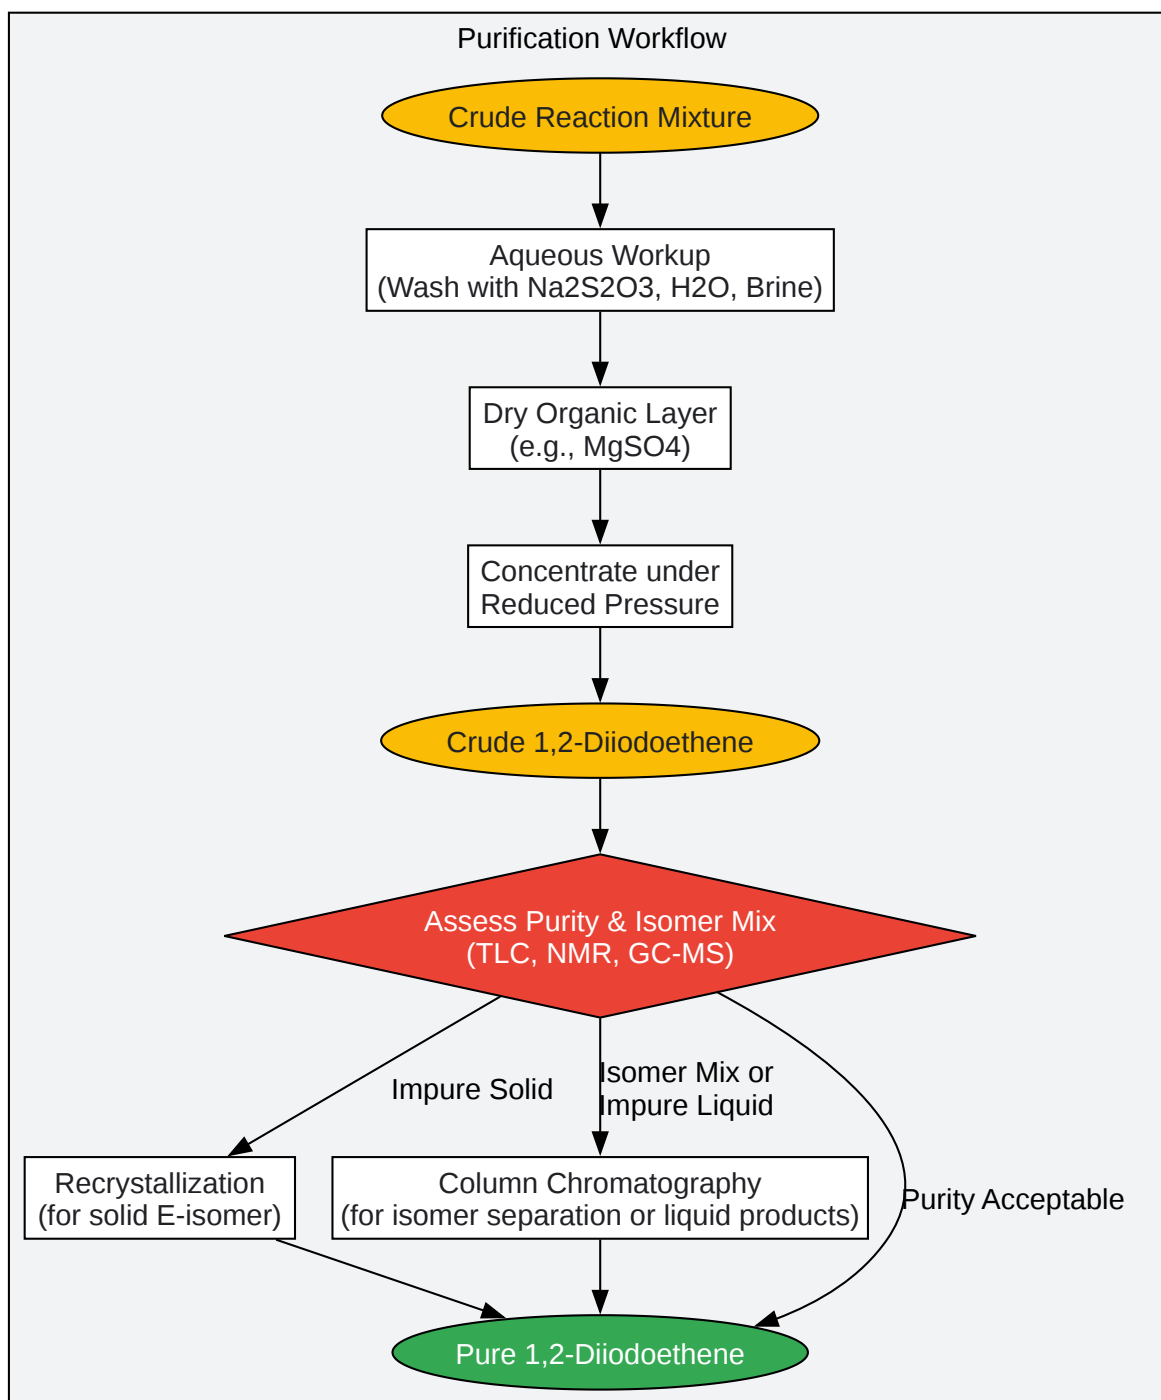 Purification Workflow
Crude Reaction Mixture
Aqueous Workup
(Wash with Na2S2O3, H2O, Brine)
Dry Organic Layer
(e.g., MgSO4)
Concentrate under
Reduced Pressure
Crude 1,2-Diiodoethene
Assess Purity & Isomer Mix
(TLC, NMR, GC-MS)
Impure Solid
Isomer Mix or
Impure Liquid
Purity Acceptable
Recrystallization
(for solid E-isomer)
Column Chromatography
(for isomer separation or liquid products)
Pure 1,2-Diiodoethene